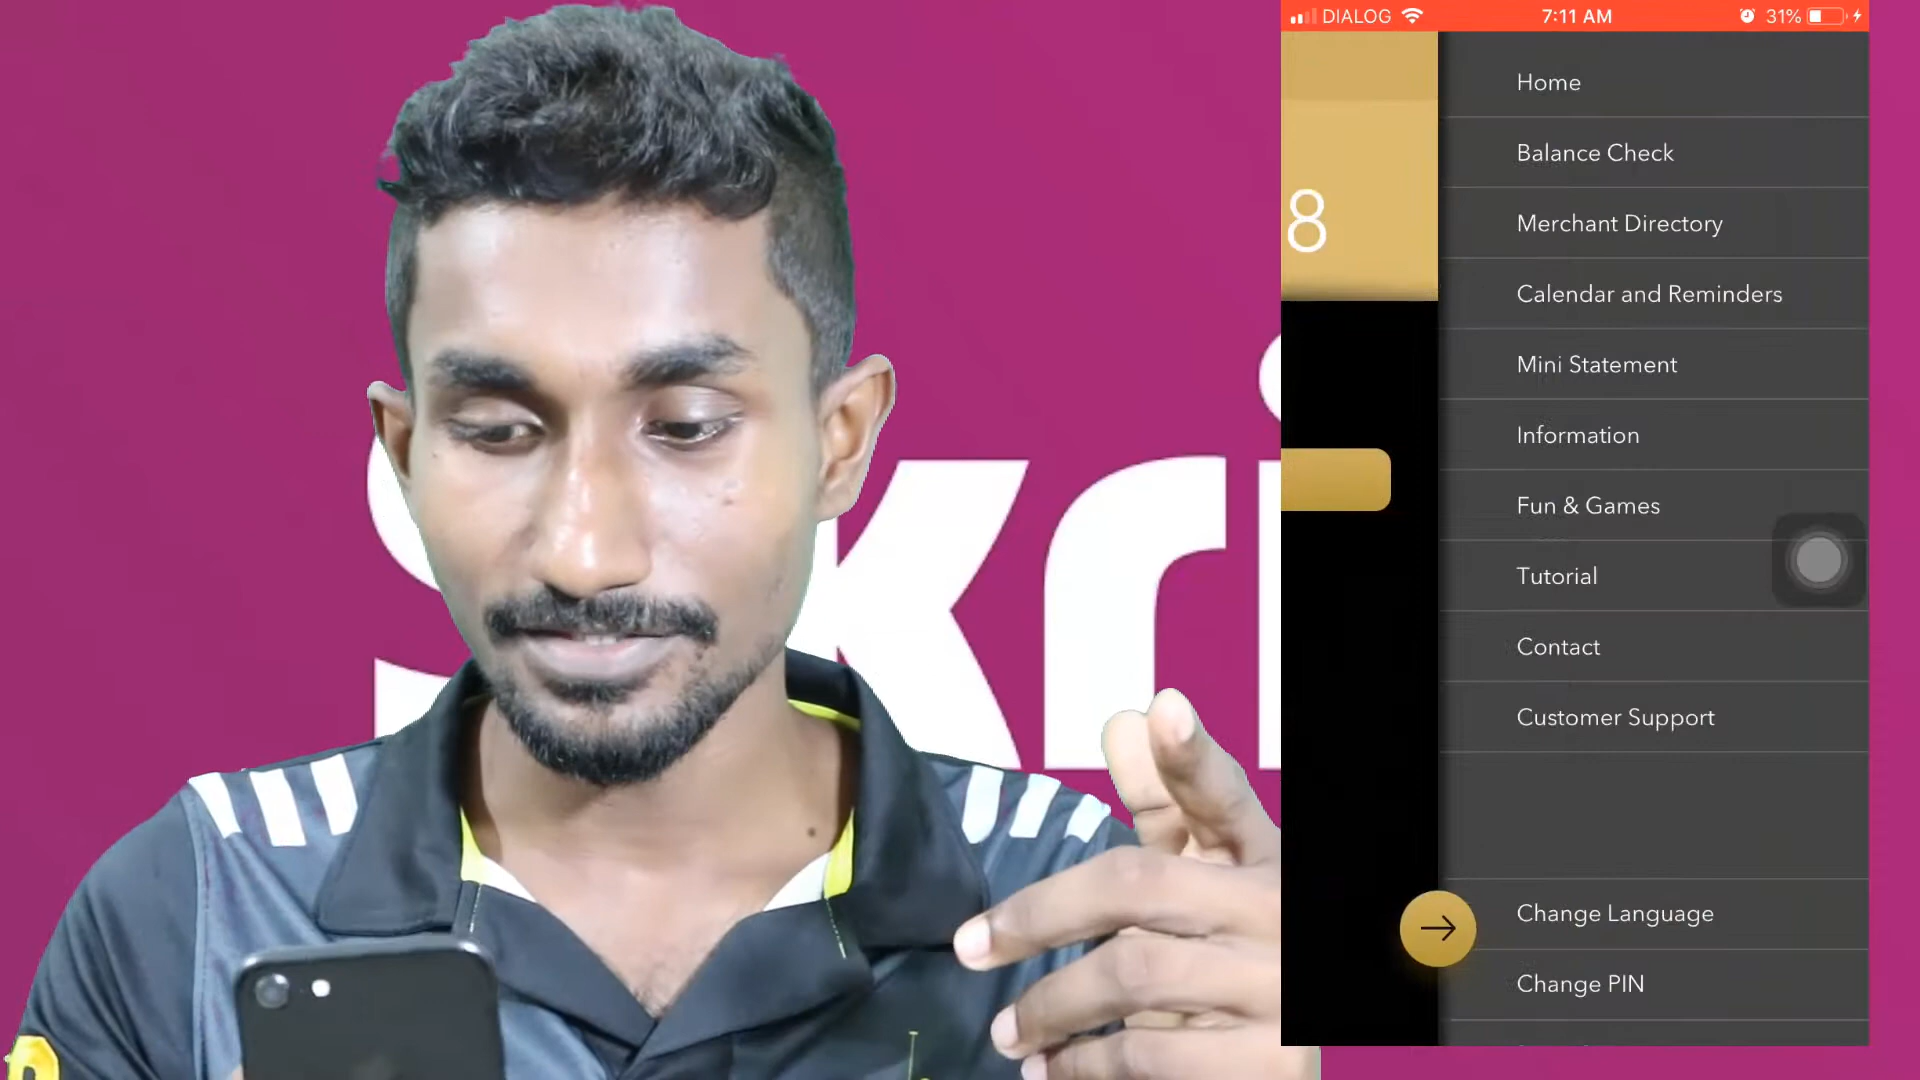 DIALOG 7:11 AM 31%
8
Home
Balance Check
Merchant Directory
Calendar and Reminders
Mini Statement
Information
Fun & Games
Tutorial
Contact
Customer Support
Change Language
Change PIN